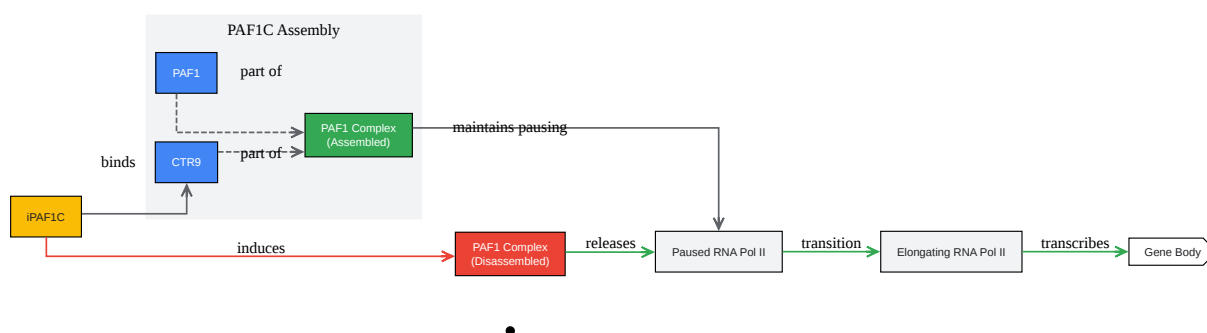 PAF1C Assembly
PAF1
part of
PAF1 Complex
(Assembled)
maintains pausing
binds
CTR9
part of
iPAF1C
induces
PAF1 Complex
(Disassembled)
releases
Paused RNA Pol II
transition
Elongating RNA Pol II
transcribes
Gene Body